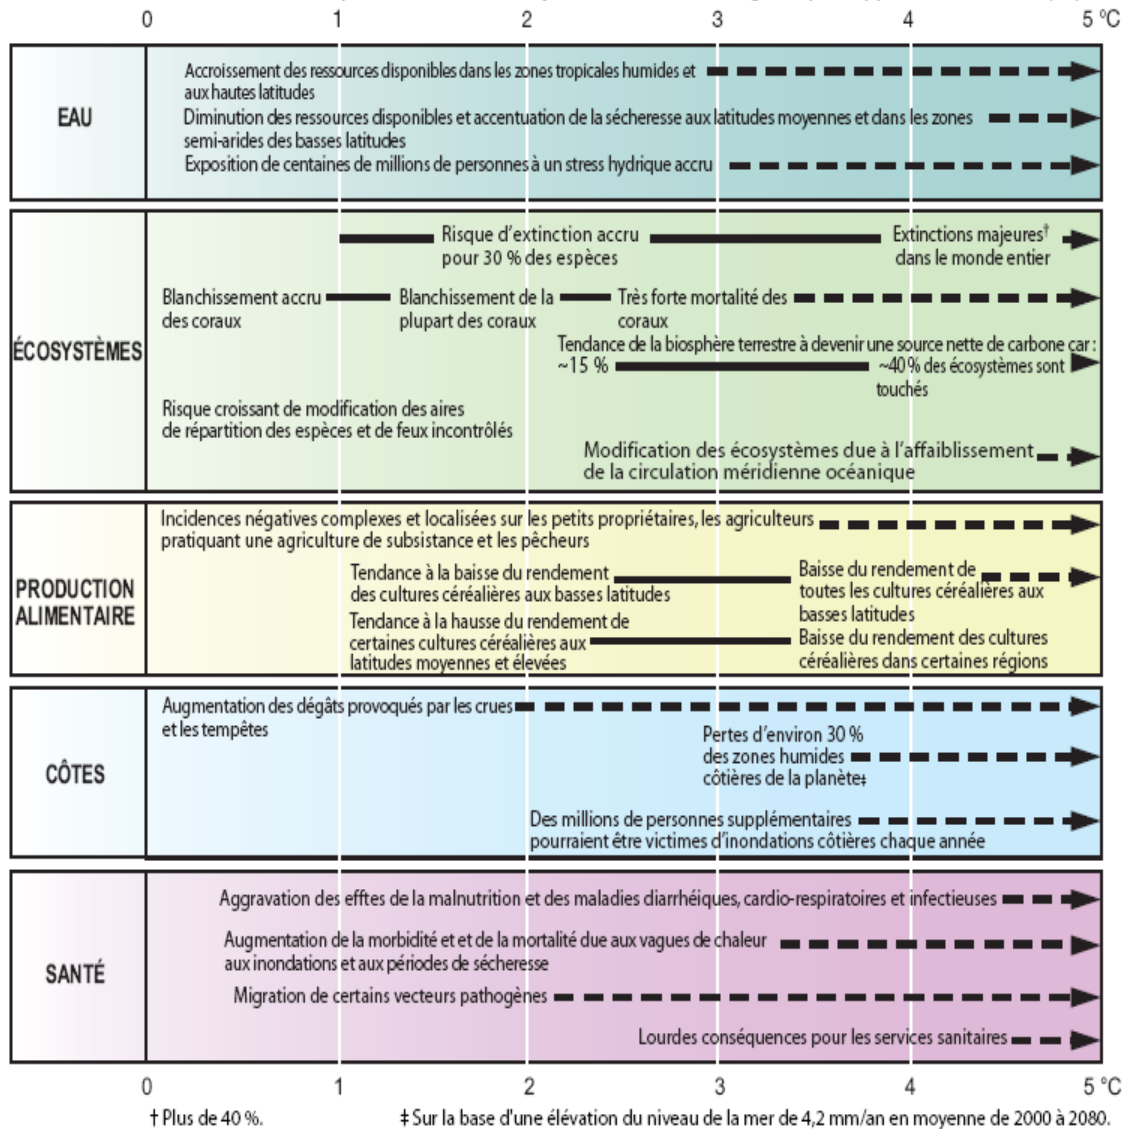 0 1 2 3 4 5 ºC
EAU
Accroissement des ressources disponibles dans les zones tropicales humides et
aux hautes latitudes
Diminution des ressources disponibles et accentuation de la sécheresse aux latitudes moyennes et dans les zones
semi-arides des basses latitudes
Exposition de centaines de millions de personnes à un stress hydrique accru
ÉCOSYSTÈMES
Risque d'extinction accru
pour 30 % des espèces
Extinctions majeures†
dans le monde entier
Blanchissement accru
des coraux
Blanchissement de la
plupart des coraux
Très forte mortalité des
coraux
Tendance de la biosphère terrestre à devenir une source nette de carbone car :
~15 %
~40 % des écosystèmes sont
touchés
Risque croissant de modification des aires
de répartition des espèces et de feux incontrôlés
Modification des écosystèmes due à l'affaiblissement
de la circulation méridienne océanique
PRODUCTION
ALIMENTAIRE
Incidences négatives complexes et localisées sur les petits propriétaires, les agriculteurs
pratiquant une agriculture de subsistance et les pêcheurs
Tendance à la baisse du rendement
des cultures céréalières aux basses latitudes
Baisse du rendement de
toutes les cultures céréalières aux
basses latitudes
Tendance à la hausse du rendement de
certaines cultures céréalières aux
latitudes moyennes et élevées
Baisse du rendement des cultures
céréalières dans certaines régions
CÔTES
Augmentation des dégâts provoqués par les crues
et les tempêtes
Pertes d'environ 30 %
des zones humides
côtières de la planète‡
Des millions de personnes supplémentaires
pourraient être victimes d'inondations côtières chaque année
SANTÉ
Aggravation des efftes de la malnutrition et des maladies diarrhéiques, cardio-respiratoires et infectieuses
Augmentation de la morbidité et et de la mortalité due aux vagues de chaleur
aux inondations et aux périodes de sécheresse
Migration de certains vecteurs pathogènes
Lourdes conséquences pour les services sanitaires
0 1 2 3 4 5 ºC
† Plus de 40 %.
‡ Sur la base d'une élévation du niveau de la mer de 4,2 mm/an en moyenne de 2000 à 2080.